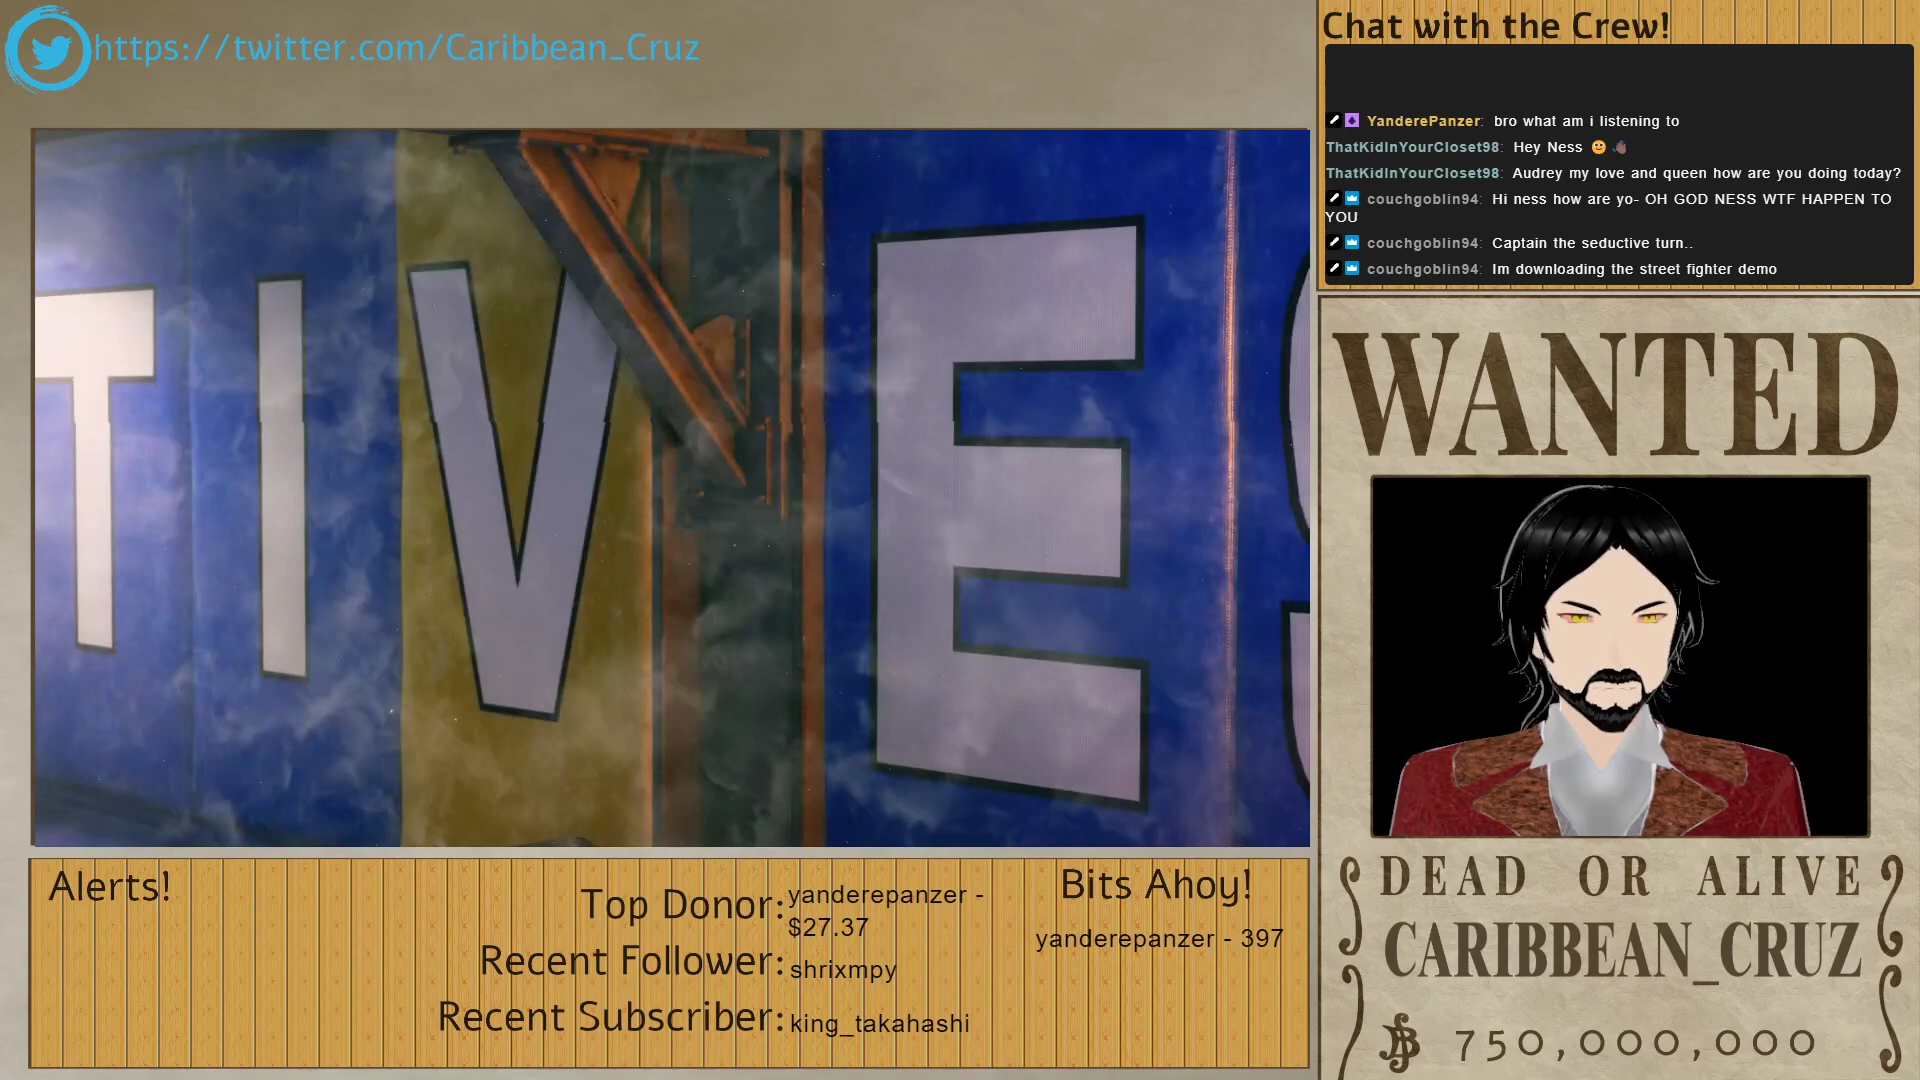 https://twitter.com/Caribbean_Cruz
TIVES
Alerts!
Top Donor: yanderepanzer -
$27.37
Recent Follower: shrixmpy
Recent Subscriber: king_takahashi
Bits Ahoy!
yanderepanzer - 397
Chat with the Crew!
YanderePanzer: bro what am i listening to
ThatKidInYourCloset98: Hey Ness
ThatKidInYourCloset98: Audrey my love and queen how are you doing today?
couchgoblin94: Hi ness how are yo- OH GOD NESS WTF HAPPEN TO
YOU
couchgoblin94: Captain the seductive turn..
couchgoblin94: Im downloading the street fighter demo
WANTED
DEAD OR ALIVE
CARIBBEAN_CRUZ
750,000,000